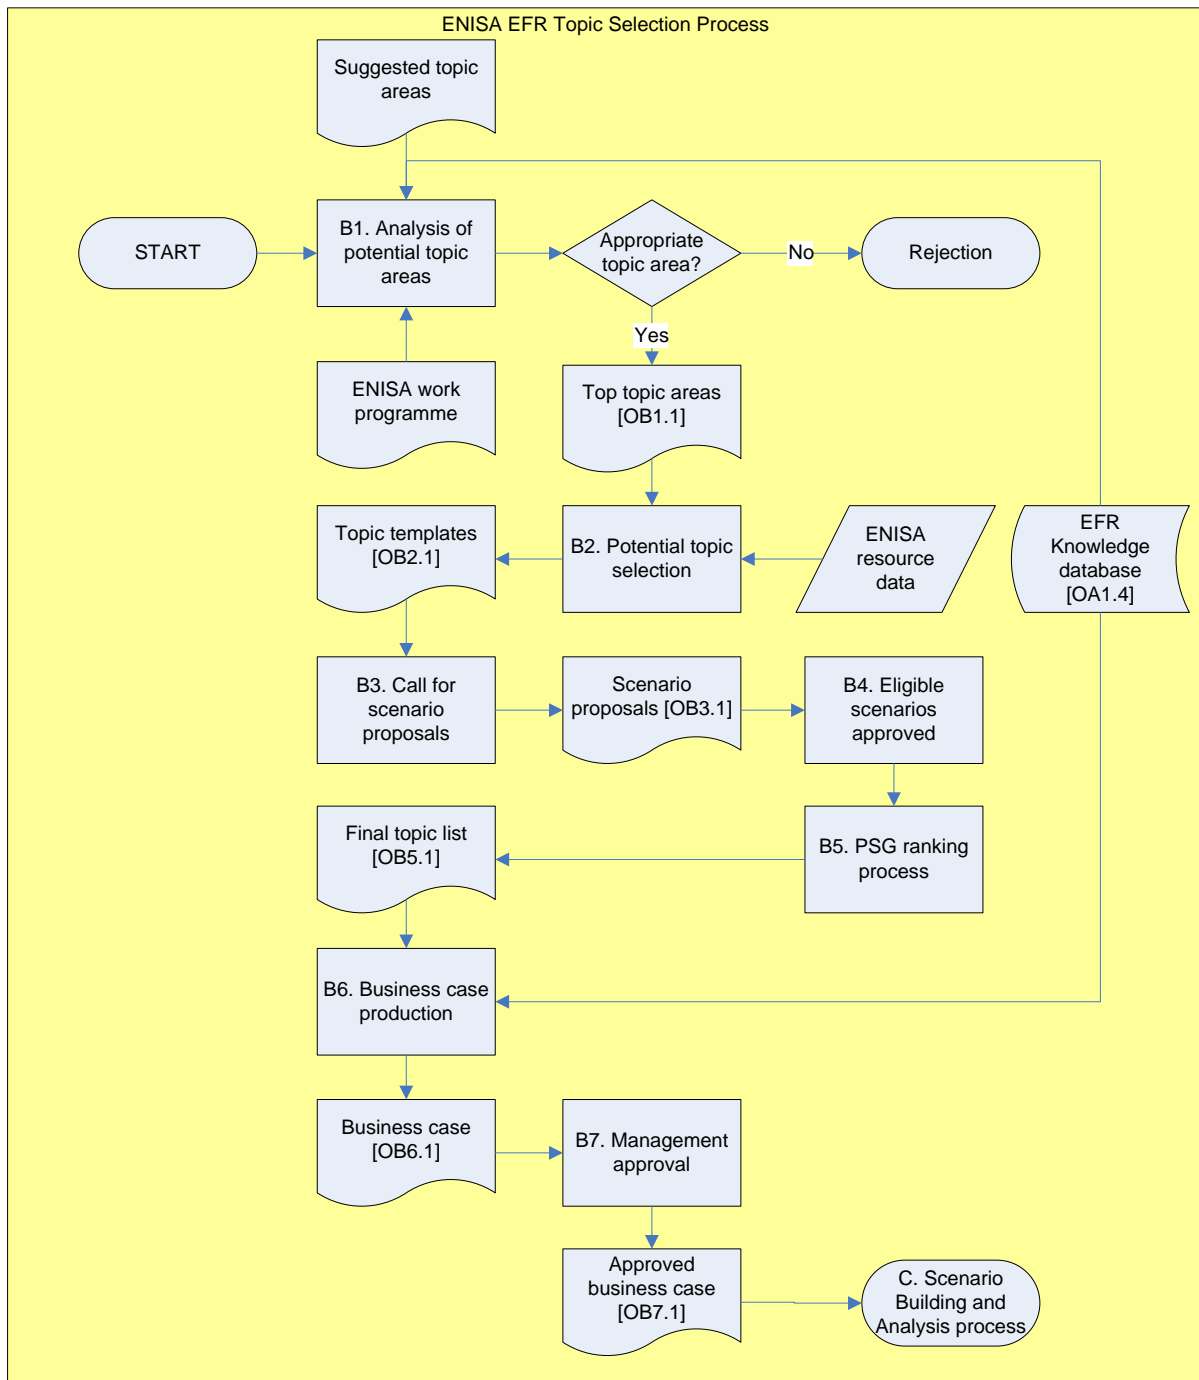 ENISA EFR Topic Selection Process
Suggested topic
areas
START
B1. Analysis of
potential topic
areas
Appropriate
topic area?
No
Rejection
Yes
ENISA work
programme
Top topic areas
[OB1.1]
Topic templates
[OB2.1]
B2. Potential topic
selection
ENISA
resource
data
EFR
Knowledge
database
[OA1.4]
B3. Call for
scenario
proposals
Scenario
proposals [OB3.1]
B4. Eligible
scenarios
approved
Final topic list
[OB5.1]
B5. PSG ranking
process
B6. Business case
production
Business case
[OB6.1]
B7. Management
approval
Approved
business case
[OB7.1]
C. Scenario
Building and
Analysis process